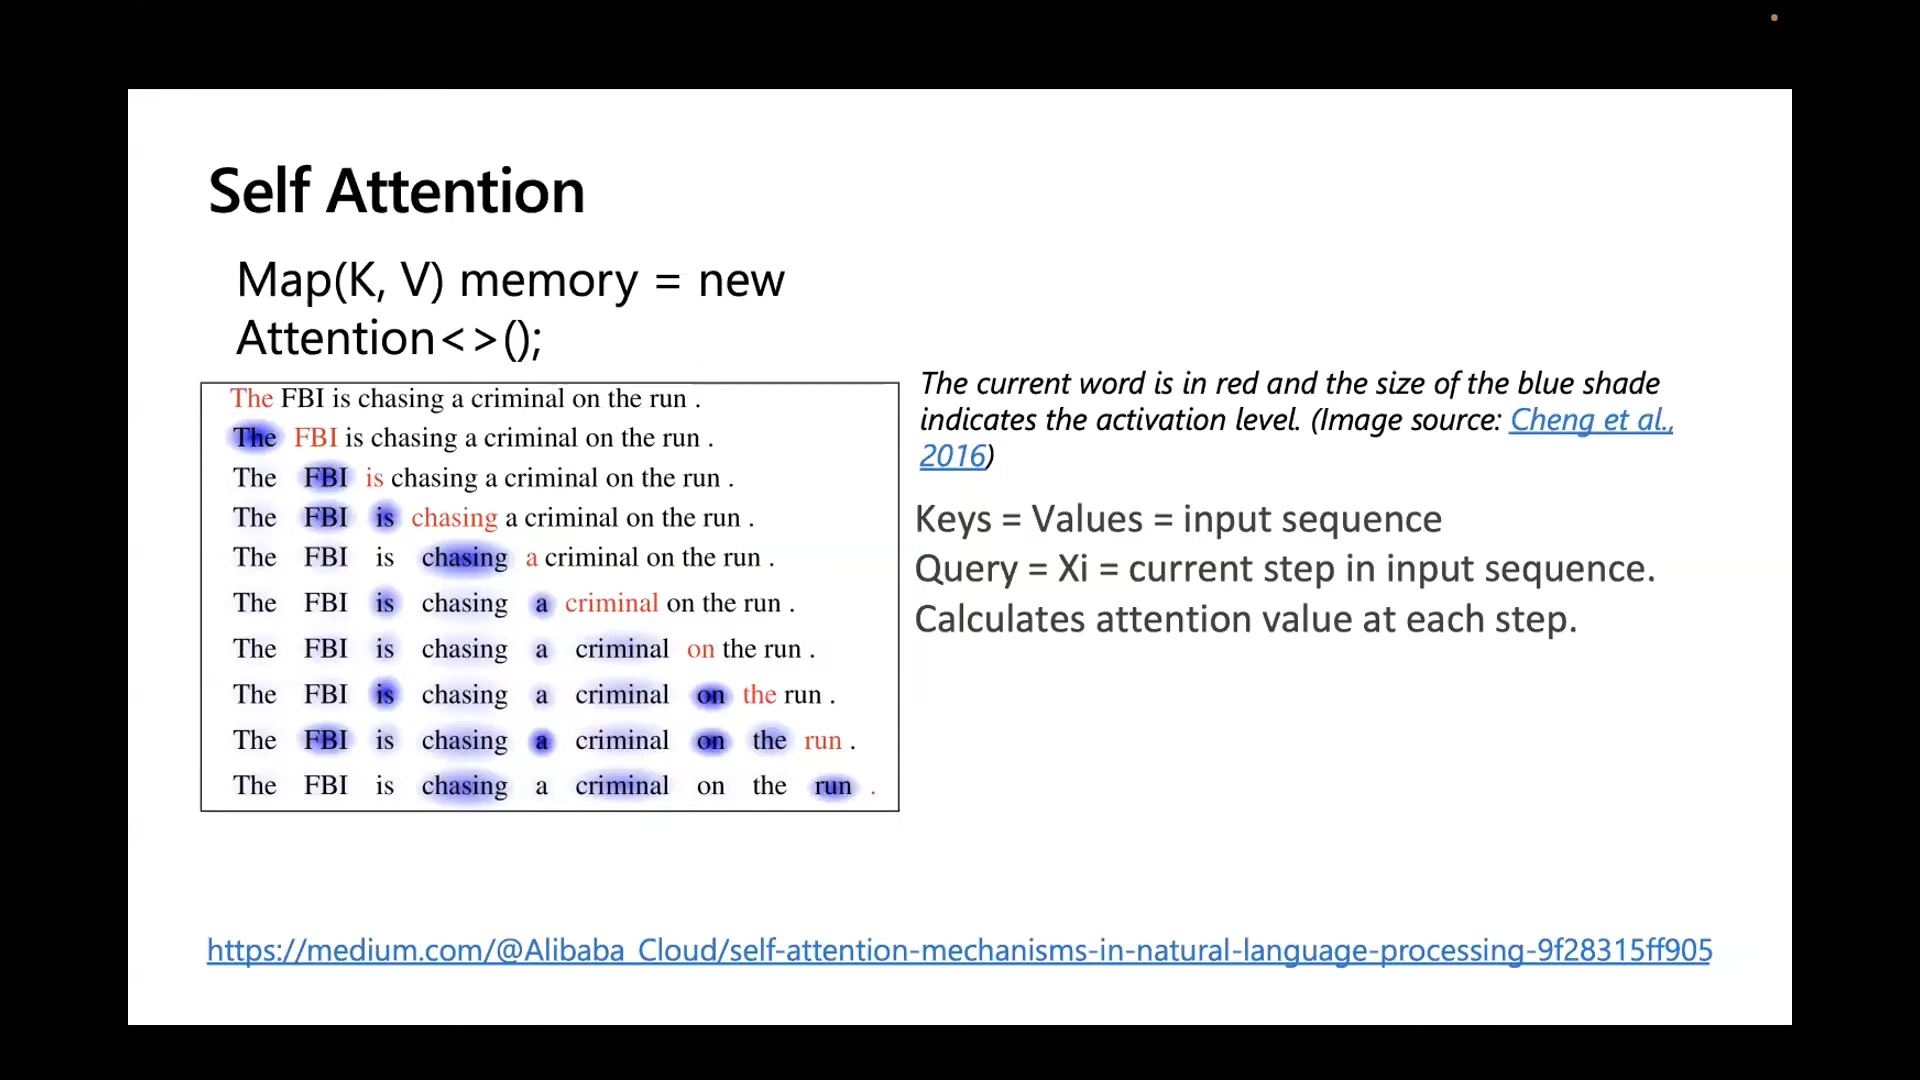 Self Attention
Map(K, V) memory = new
Attention<>();
The FBI is chasing a criminal on the run .
The FBI is chasing a criminal on the run .
The FBI is chasing a criminal on the run .
The FBI is chasing a criminal on the run .
The FBI is chasing a criminal on the run .
The FBI is chasing a criminal on the run .
The FBI is chasing a criminal on the run .
The FBI is chasing a criminal on the run .
The FBI is chasing a criminal on the run .
The FBI is chasing a criminal on the run .
The current word is in red and the size of the blue shade
indicates the activation level. (Image source: Cheng et al.,
2016)
Keys = Values = input sequence
Query = Xi = current step in input sequence.
Calculates attention value at each step.
https://medium.com/@Alibaba_Cloud/self-attention-mechanisms-in-natural-language-processing-9f28315ff905